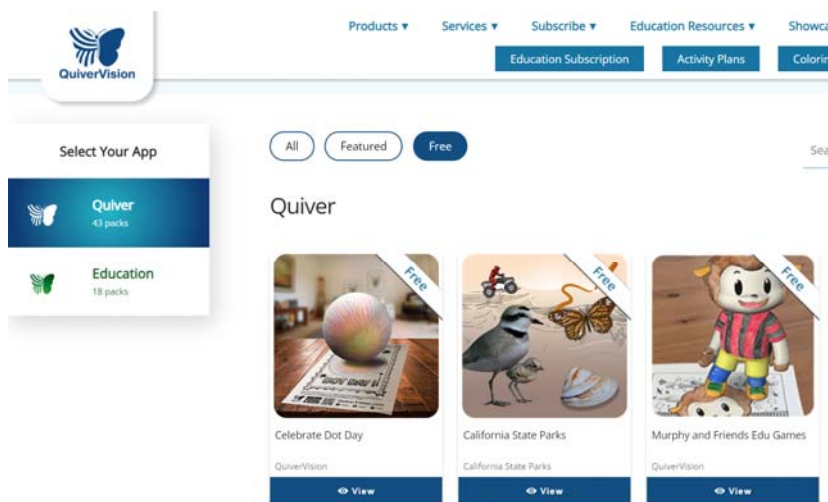 Products ▾ Services ▾ Subscribe ▾ Education Resources ▾
QuiverVision
Education Subscription Activity Plans
Select Your App
All Featured Free
Quiver
43 packs
Education
18 packs
Quiver
Free
Free
Free
DOT DAY
Celebrate Dot Day
California State Parks
Murphy and Friends Edu Games
QuiverVision
California State Parks
QuiverVision
View
View
View